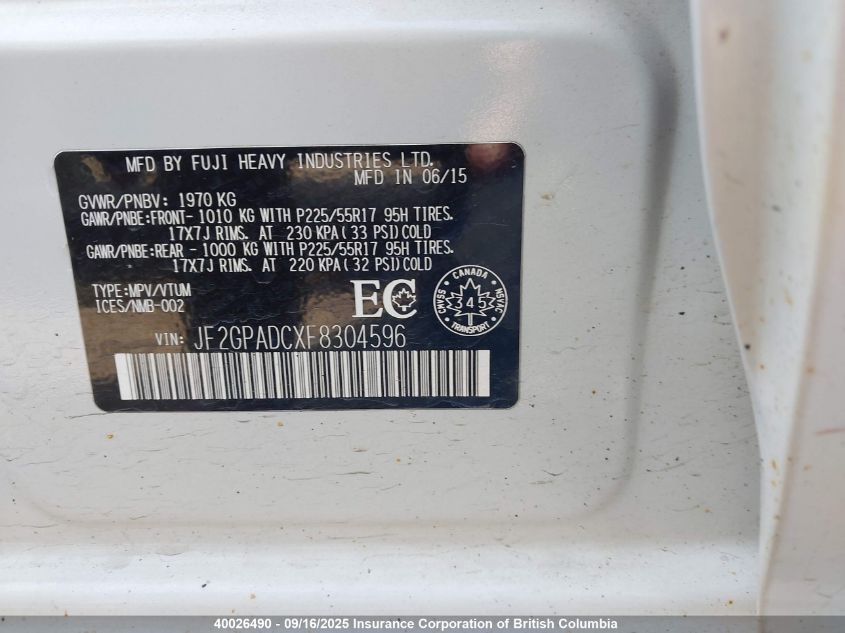 MFD BY FUJI HEAVY INDUSTRIES LTD.
MFD IN 06/15
GVWR/PNBV: 1970 KG
GAWR/PNBE:FRONT- 1010 KG WITH P225/55R17 95H TIRES.
17X7J RIMS. AT 230 KPA(33 PSI)COLD
GAWR/PNBE:REAR - 1000 KG WITH P225/55R17 95H TIRES.
17X7J RIMS. AT 220 KPA(32 PSI)COLD
TYPE:MPV/VTUM
ICES/NMB-002
EC
CANADA
CMVSS
345
NSVAC
VIN: JF2GPADCXF8304596
40026490 - 09/16/2025 Insurance Corporation of British Columbia